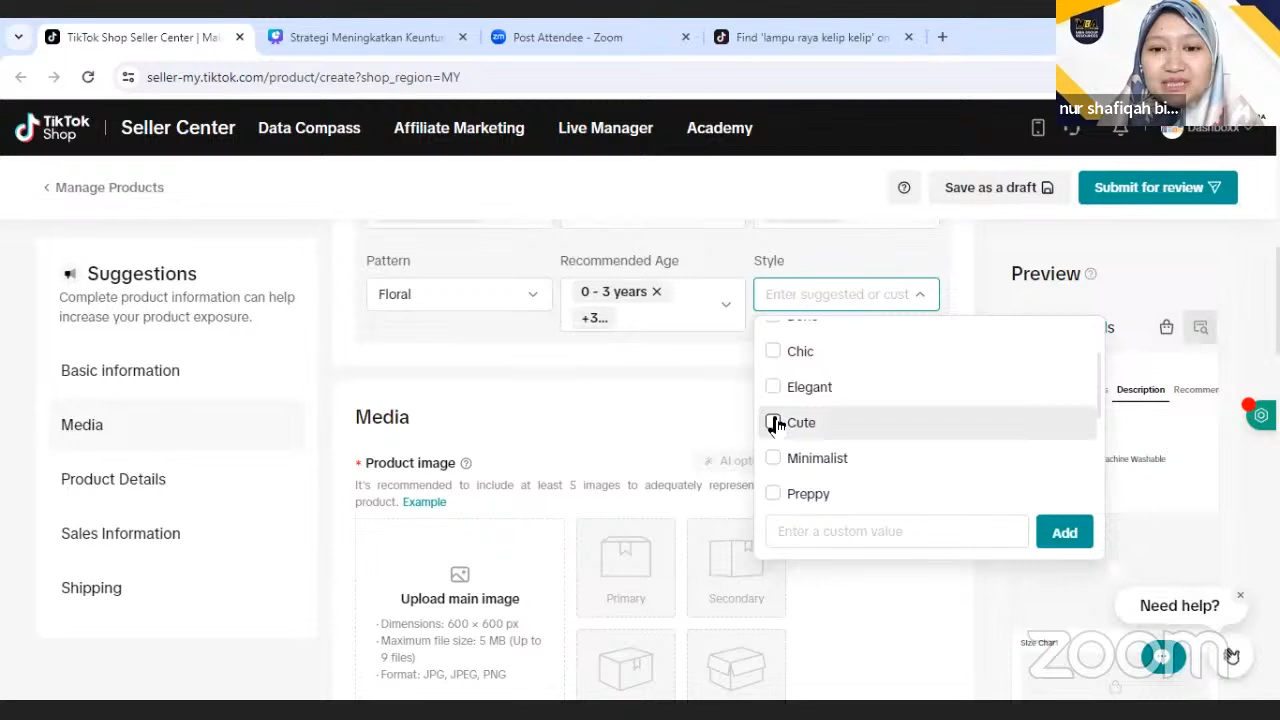 TikTok Shop Seller Center | Mal
Strategi Meningkatkan Keuntu
Post Attendee - Zoom
Find 'lampu raya kelip kelip' on
seller-my.tiktok.com/product/create?shop_region=MY
MBA
nur shafiqah bi...
TikTok Shop
Seller Center
Data Compass
Affiliate Marketing
Live Manager
Academy
Dashboxx
Manage Products
Save as a draft
Submit for review
Suggestions
Complete product information can help
increase your product exposure.
Basic information
Media
Product Details
Sales Information
Shipping
Pattern
Recommended Age
Style
Floral
0 - 3 years
+3...
Enter suggested or cust
Chic
Elegant
Cute
Minimalist
Preppy
Enter a custom value
Add
Media
* Product image
AI opt
It's recommended to include at least 5 images to adequately represen
product. Example
Upload main image
· Dimensions: 600 × 600 px
· Maximum file size: 5 MB (Up to
9 files)
· Format: JPG, JPEG, PNG
Primary
Secondary
Preview
Description
Recommer
achine Washable
Need help?
Size Chart
zoom